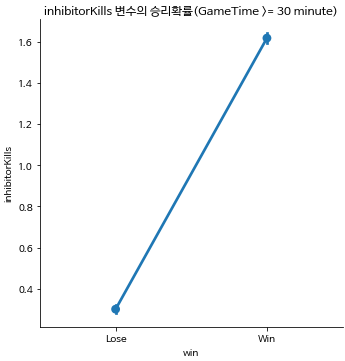 inhibitorKills 변수의 승리확률(GameTime >= 30 minute)
1.6
1.4
1.2
1.0
0.8
0.6
0.4
inhibitorKills
Lose
Win
win